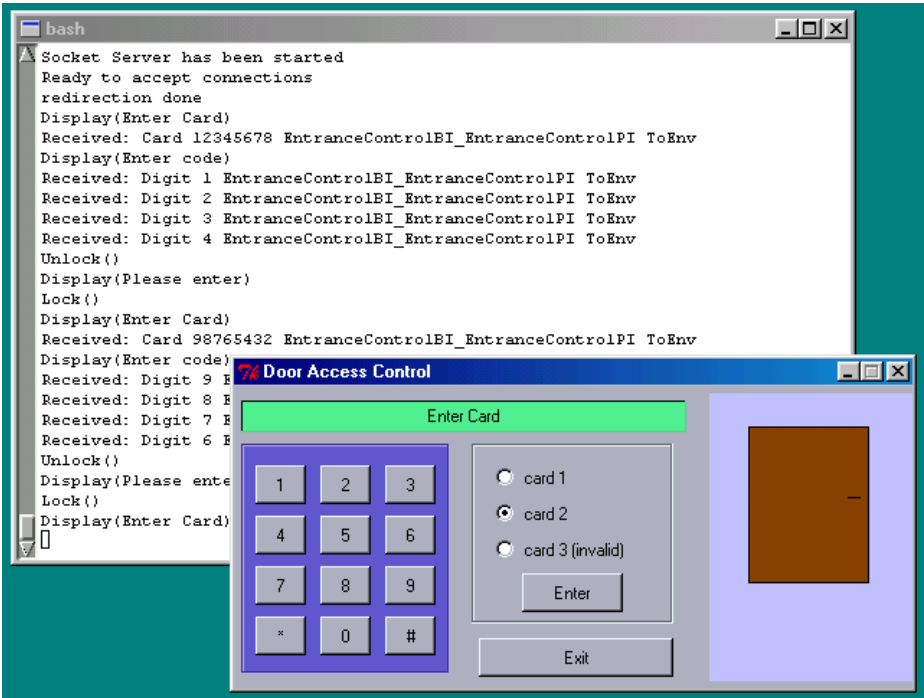 bash
Socket Server has been started
Ready to accept connections
redirection done
Display(Enter Card)
Received: Card 12345678 EntranceControlBI_EntranceControlPI ToEnv
Display(Enter code)
Received: Digit 1 EntranceControlBI_EntranceControlPI ToEnv
Received: Digit 2 EntranceControlBI_EntranceControlPI ToEnv
Received: Digit 3 EntranceControlBI_EntranceControlPI ToEnv
Received: Digit 4 EntranceControlBI_EntranceControlPI ToEnv
Unlock()
Display(Please enter)
Lock()
Display(Enter Card)
Received: Card 98765432 EntranceControlBI_EntranceControlPI ToEnv
Display(Enter code)
Received: Digit 9 E
Received: Digit 8 E
Received: Digit 7 E
Received: Digit 6 E
Unlock()
Display(Please ente
Lock()
Display(Enter Card)
Door Access Control
Enter Card
1 2 3
4 5 6
7 8 9
* 0 #
card 1
card 2
card 3 (invalid)
Enter
Exit